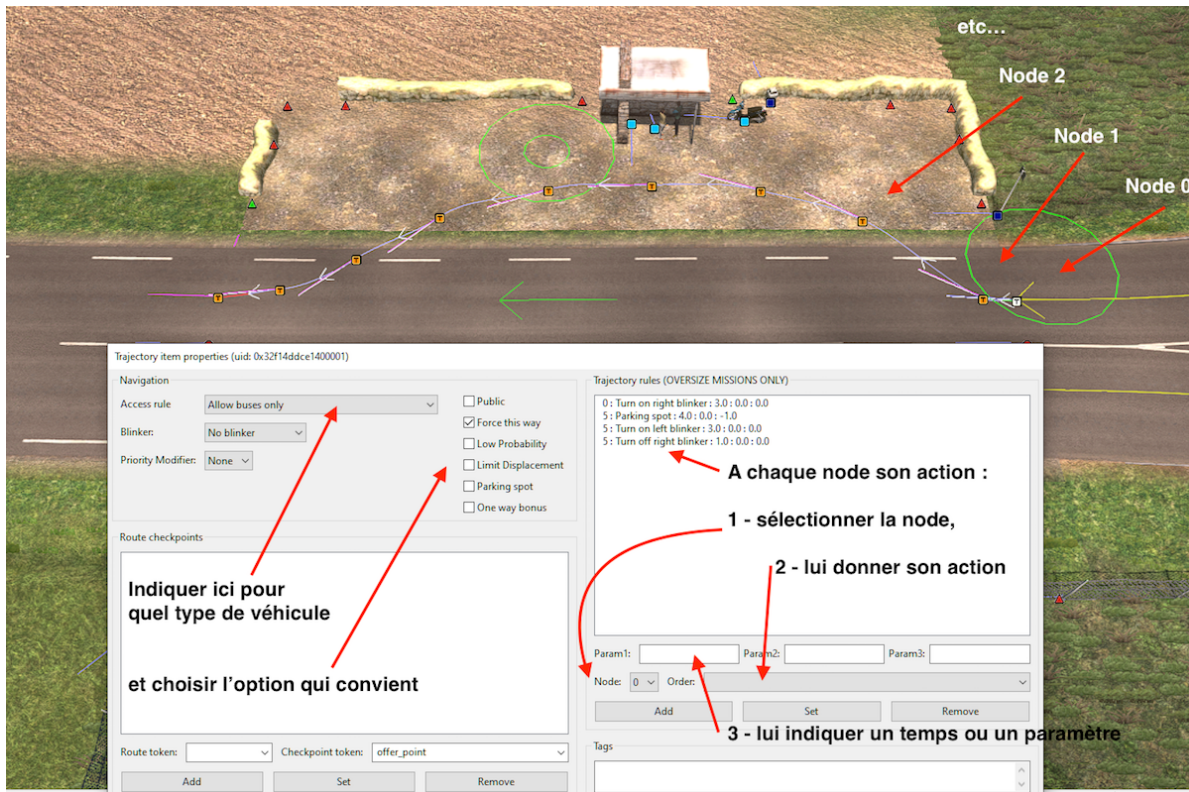 etc...
Node 2
Node 1
Node 0
Trajectory item properties (uid: 0x32f14ddce1400001)
Navigation
Access rule
Allow buses only
Blinker:
No blinker
Priority Modifier:
None
Public
Force this way
Low Probability
Limit Displacement
Parking spot
One way bonus
Route checkpoints
Indiquer ici pour
quel type de véhicule
et choisir l'option qui convient
Route token:
Checkpoint token:
offer_point
Add
Set
Remove
Trajectory rules (OVERSIZE MISSIONS ONLY)
0 : Turn on right blinker : 3.0 : 0.0 : 0.0
5 : Parking spot : 4.0 : 0.0 : -1.0
5 : Turn on left blinker : 3.0 : 0.0 : 0.0
5 : Turn off right blinker : 1.0 : 0.0 : 0.0
A chaque node son action :
1 - sélectionner la node,
2 - lui donner son action
Param1:
Param2:
Param3:
Node:
0
Order:
Add
Set
Remove
3 - lui indiquer un temps ou un paramètre
Tags